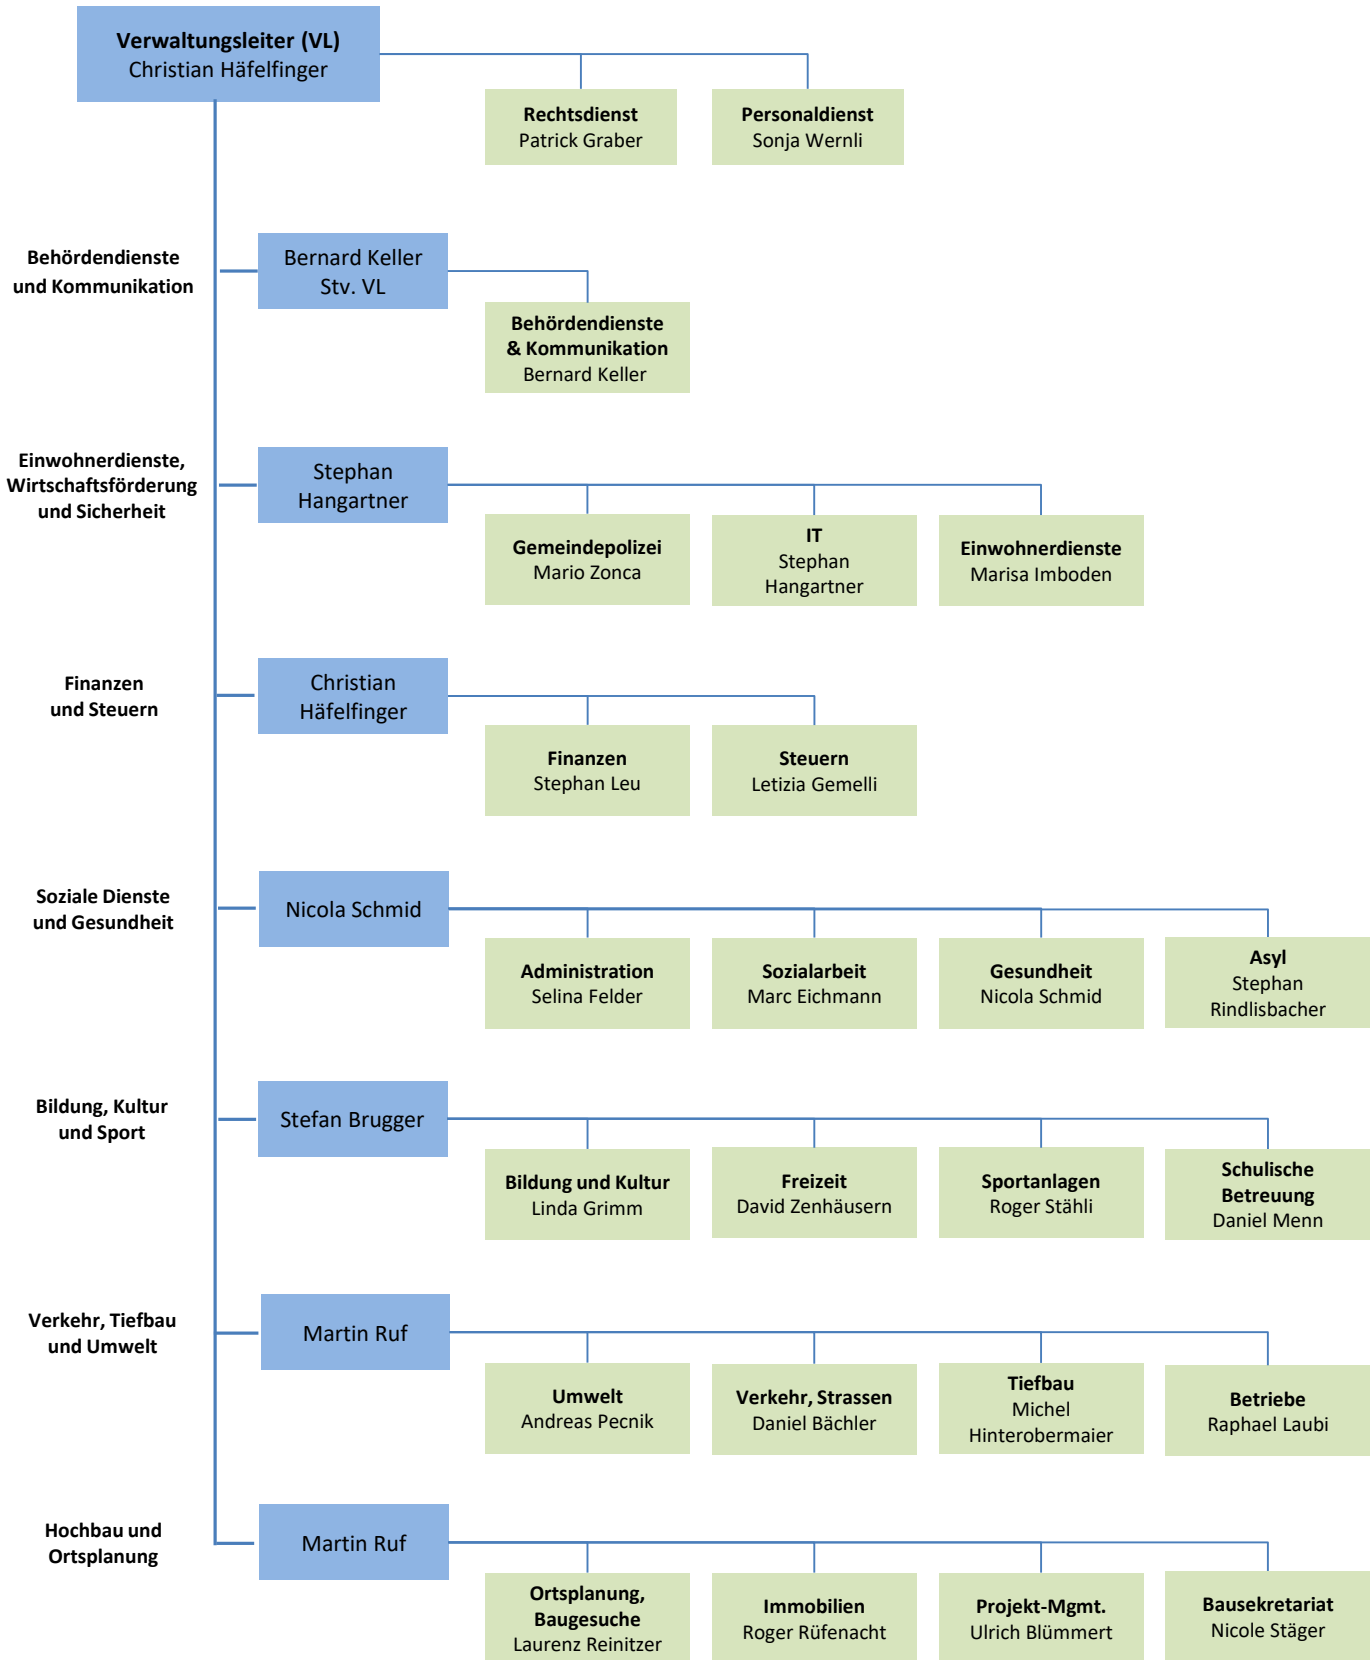 Verwaltungsleiter (VL)
Christian Häfelfinger
Rechtsdienst
Patrick Graber
Personaldienst
Sonja Wernli
Behördendienste
und Kommunikation
Bernard Keller
Stv. VL
Behördendienste
& Kommunikation
Bernard Keller
Einwohnerdienste,
Wirtschaftsförderung
und Sicherheit
Stephan
Hangartner
Gemeindepolizei
Mario Zonca
IT
Stephan
Hangartner
Einwohnerdienste
Marisa Imboden
Finanzen
und Steuern
Christian
Häfelfinger
Finanzen
Stephan Leu
Steuern
Letizia Gemelli
Soziale Dienste
und Gesundheit
Nicola Schmid
Administration
Selina Felder
Sozialarbeit
Marc Eichmann
Gesundheit
Nicola Schmid
Asyl
Stephan
Rindlisbacher
Bildung, Kultur
und Sport
Stefan Brugger
Bildung und Kultur
Linda Grimm
Freizeit
David Zenhäusern
Sportanlagen
Roger Stähli
Schulische
Betreuung
Daniel Menn
Verkehr, Tiefbau
und Umwelt
Martin Ruf
Umwelt
Andreas Pecnik
Verkehr, Strassen
Daniel Bächler
Tiefbau
Michel
Hinterobermaier
Betriebe
Raphael Laubi
Hochbau und
Ortsplanung
Martin Ruf
Ortsplanung,
Baugesuche
Laurenz Reinitzer
Immobilien
Roger Rüfenacht
Projekt-Mgmt.
Ulrich Blümmert
Bausekretariat
Nicole Stäger